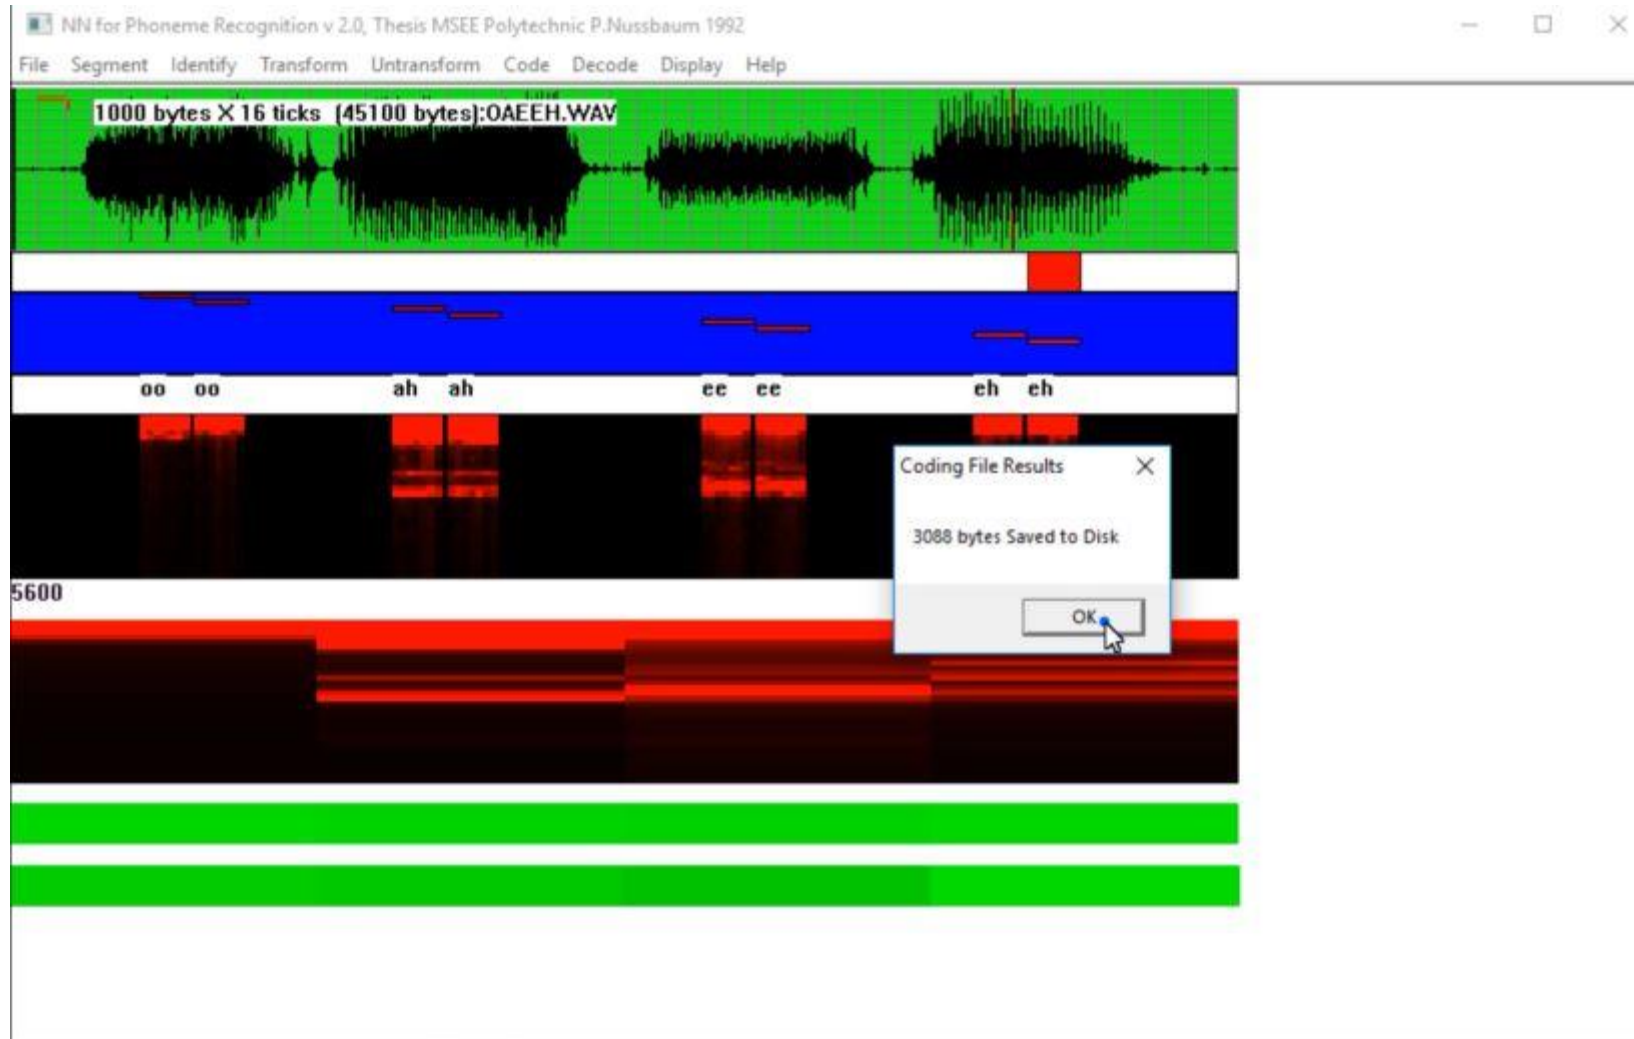 NN for Phoneme Recognition v 2.0, Thesis MSEE Polytechnic P.Nussbaum 1992
File Segment Identify Transform Untransform Code Decode Display Help
1000 bytes X 16 ticks (45100 bytes):OAEEH.WAV
oo oo ah ah ee ee eh eh
Coding File Results
3088 bytes Saved to Disk
5600
OK